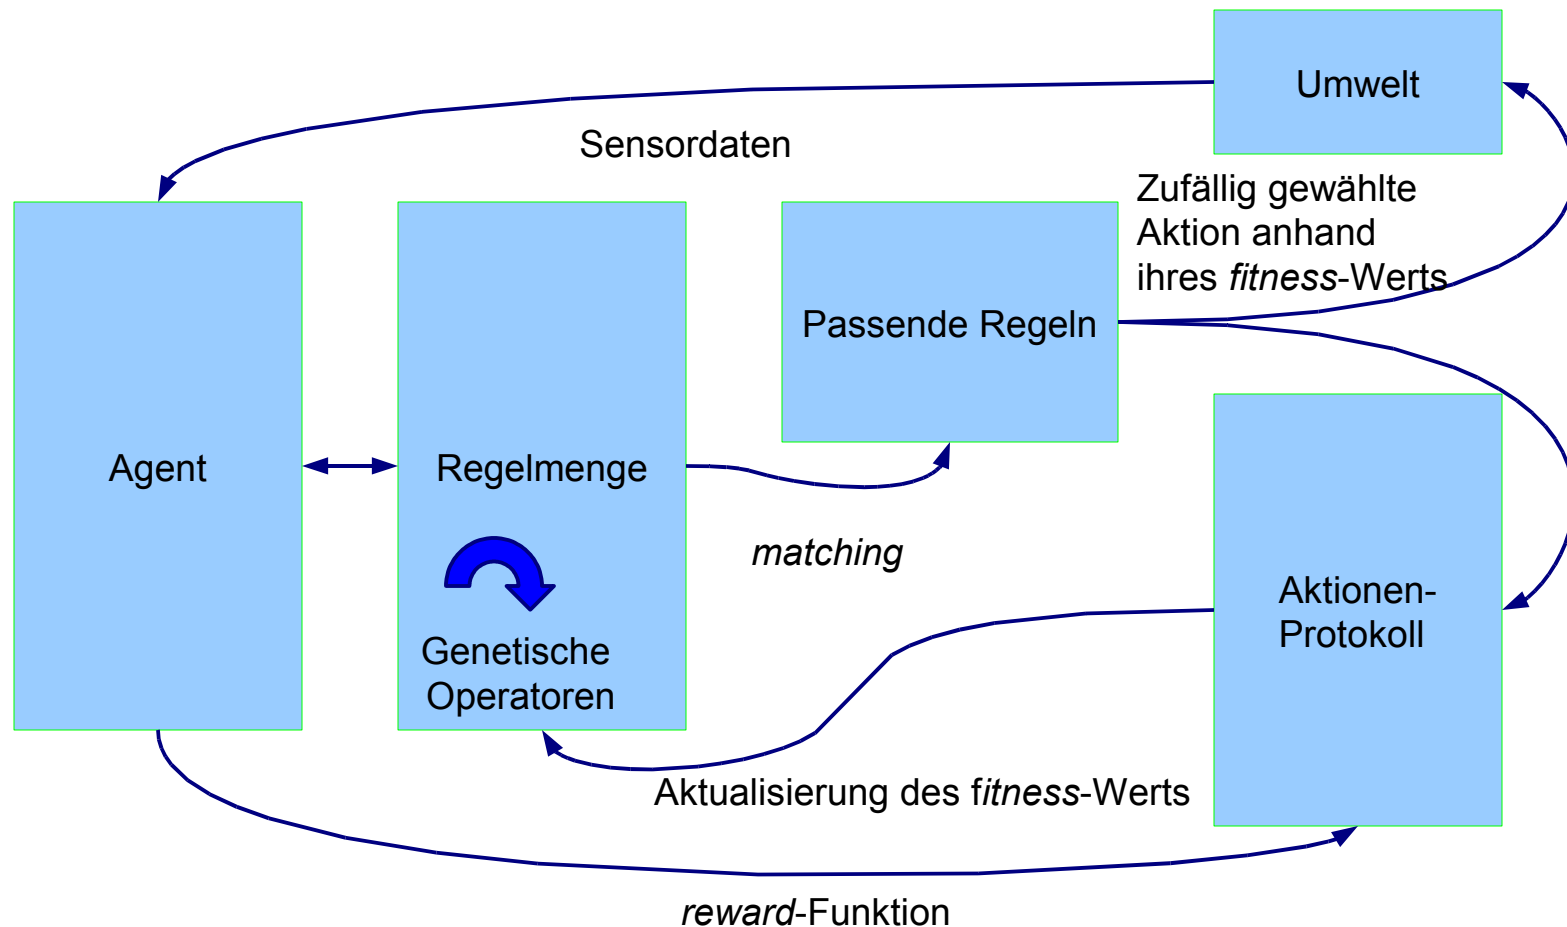 Umwelt
Sensordaten
Zufällig gewählte
Aktion anhand
ihres fitness-Werts
Passende Regeln
Agent
Regelmenge
matching
Aktionen-
Protokoll
Genetische
Operatoren
Aktualisierung des fitness-Werts
reward-Funktion